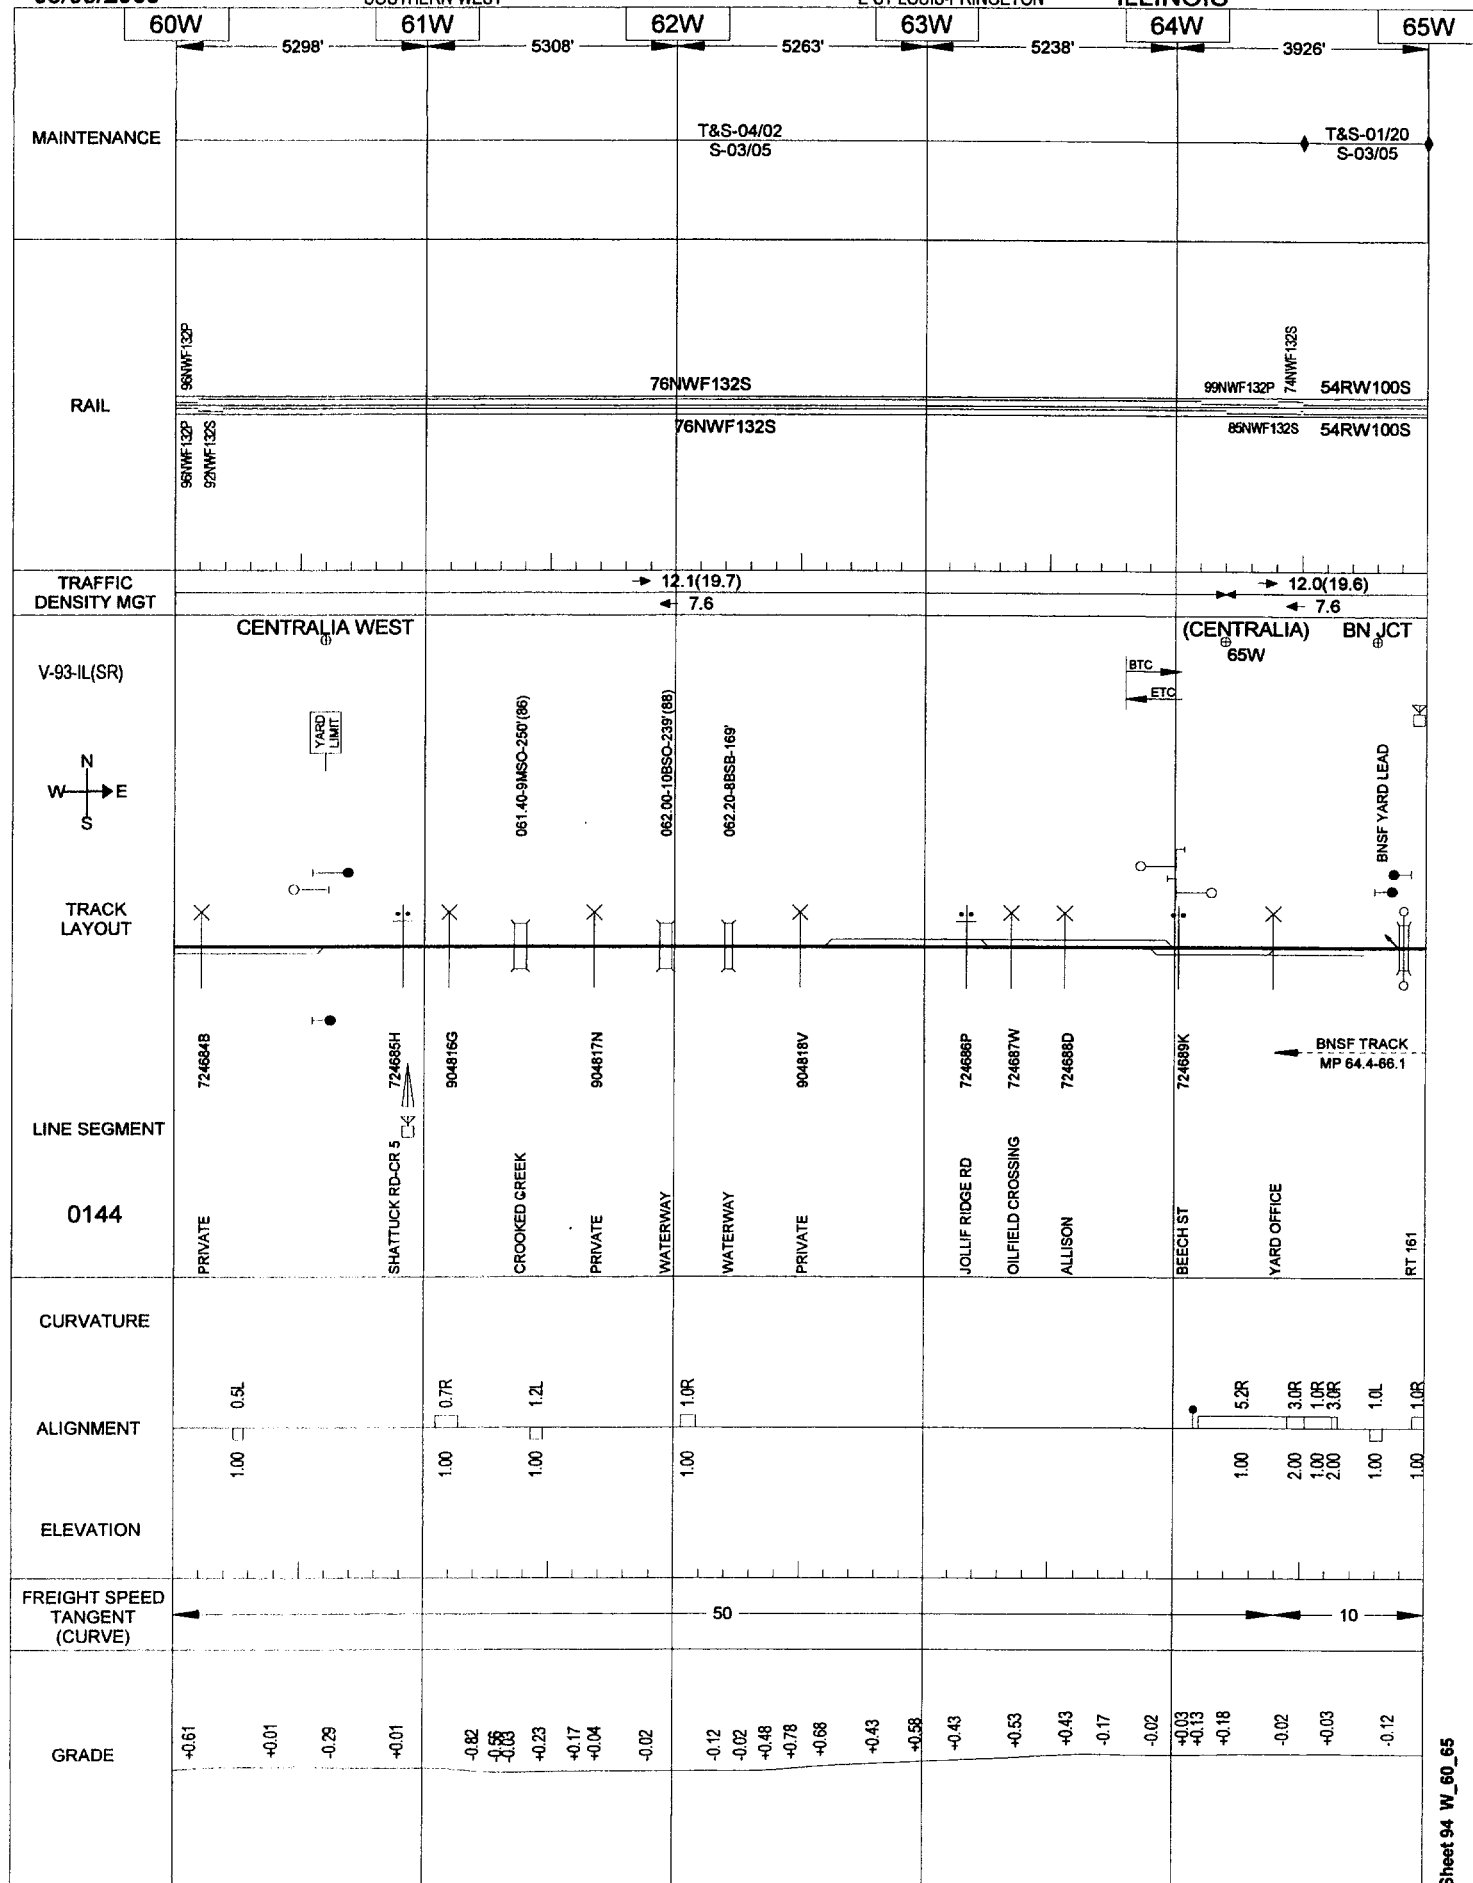 E ST LOUIS-PRINCETON
ILLINOIS
60W 61W 62W 63W 64W 65W
5298' 5308' 5263' 5238' 3926'
MAINTENANCE
T&S-04/02
S-03/05
T&S-01/20
S-03/05
RAIL
96NWF132P
76NWF132S
99NWF132P
74NWF132S
54RW100S
96NWF132P
92NWF132S
76NWF132S
85NWF132S
54RW100S
TRAFFIC
DENSITY MGT
12.1(19.7)
7.6
12.0(19.6)
7.6
CENTRALIA WEST
(CENTRALIA)
65W
BN JCT
V-93-IL(SR)
BTC
ETC
YARD
LIMIT
N
W E
S
061.40-9MSO-250'(86)
062.00-10BSO-239'(88)
062.20-8BSB-169'
BNSF YARD LEAD
TRACK
LAYOUT
724684B
724685H
904816G
904817N
904818V
724686P
724687W
724688D
724689K
BNSF TRACK
MP 64.4-66.1
LINE SEGMENT
0144
PRIVATE
SHATTUCK RD-CR 5
CROOKED CREEK
PRIVATE
WATERWAY
WATERWAY
PRIVATE
JOLLIF RIDGE RD
OILFIELD CROSSING
ALLISON
BEECH ST
YARD OFFICE
RT 161
CURVATURE
0.5L 0.7R 1.2L 1.0R 5.2R 3.0R 1.0R 3.0R 1.0L 1.0R
ALIGNMENT
1.00 1.00 1.00 1.00 1.00 2.00 1.00 2.00 1.00 1.00
ELEVATION
FREIGHT SPEED
TANGENT
(CURVE)
50
10
GRADE
+0.61 +0.01 -0.29 +0.01 -0.82 -0.03 +0.23 +0.17 +0.04 -0.02 -0.12 -0.02 +0.48 +0.78 +0.68 +0.43 +0.58 +0.43 +0.53 +0.43 -0.17 -0.02 +0.03 +0.13 +0.18 -0.02 +0.03 -0.12
Sheet 94 W_60_65